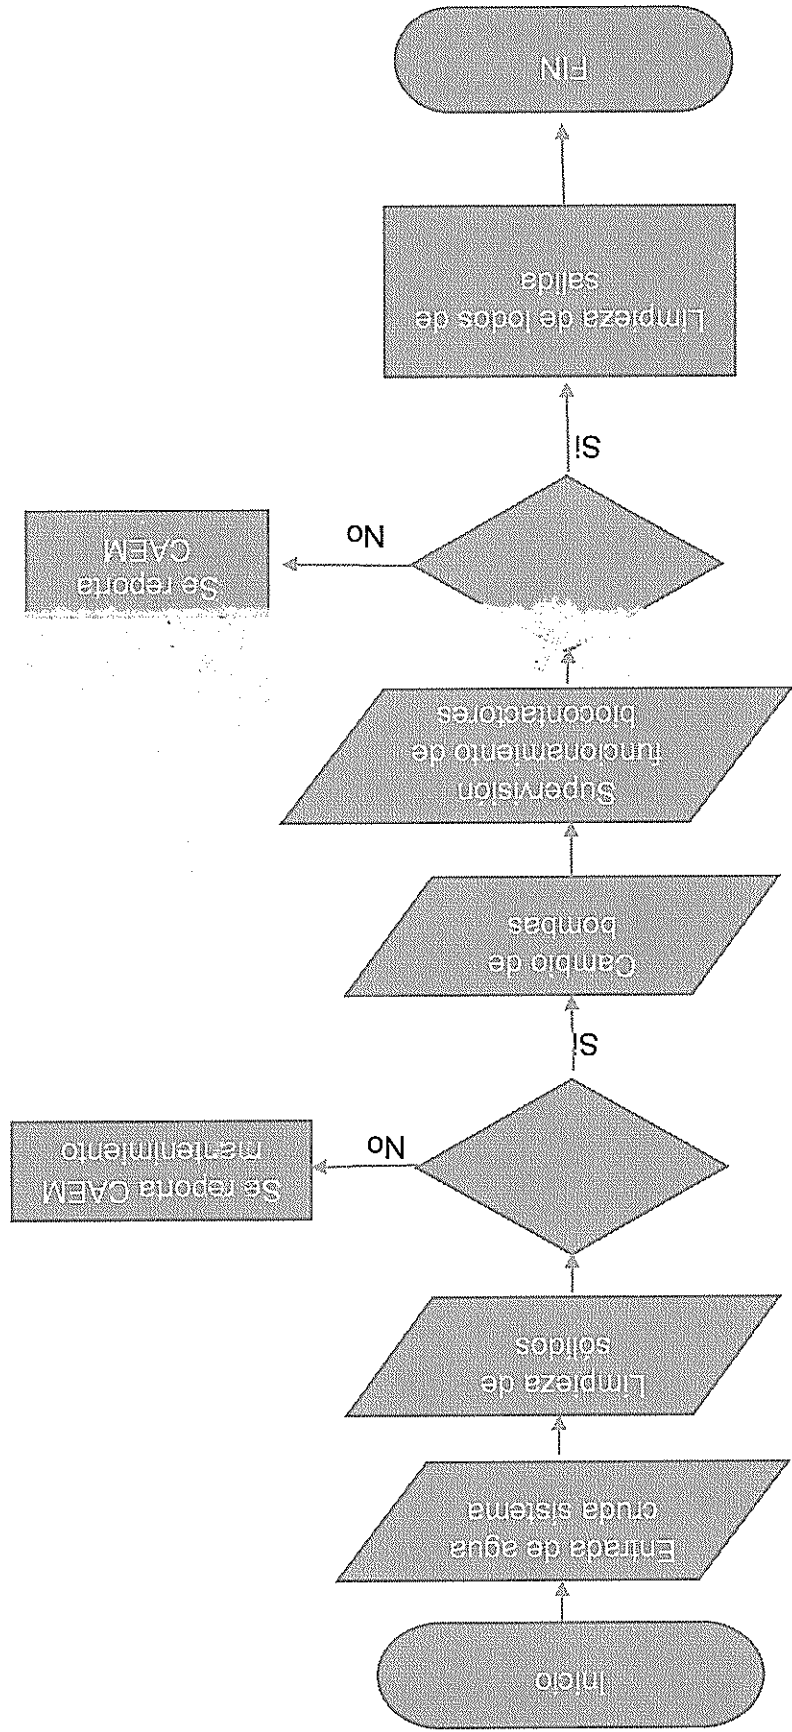 Inicio
Entrada de agua
cruda sistema
Limpieza de
solidos
No
Se reporta CAEM
mantenimiento
Si
Cambio de
bombas
Supervisión
funcionamiento de
biocontactores
No
Se reporta
CAEM
Si
Limpieza de lodos de
salida
FIN